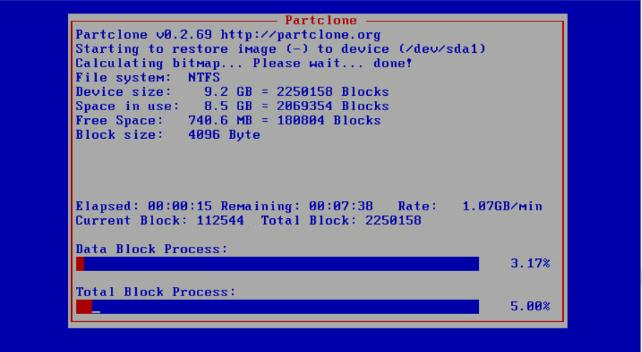 Partclone
Partclone v0.2.69 http://partclone.org
Starting to restore image (-) to device (/dev/sda1)
Calculating bitmap... Please wait... done!
File system: NTFS
Device size: 9.2 GB = 2250158 Blocks
Space in use: 8.5 GB = 2069354 Blocks
Free Space: 740.6 MB = 180804 Blocks
Block size: 4096 Byte
Elapsed: 00:00:15 Remaining: 00:07:38 Rate: 1.07GB/min
Current Block: 112544 Total Block: 2250158
Data Block Process:
3.17%
Total Block Process:
5.00%